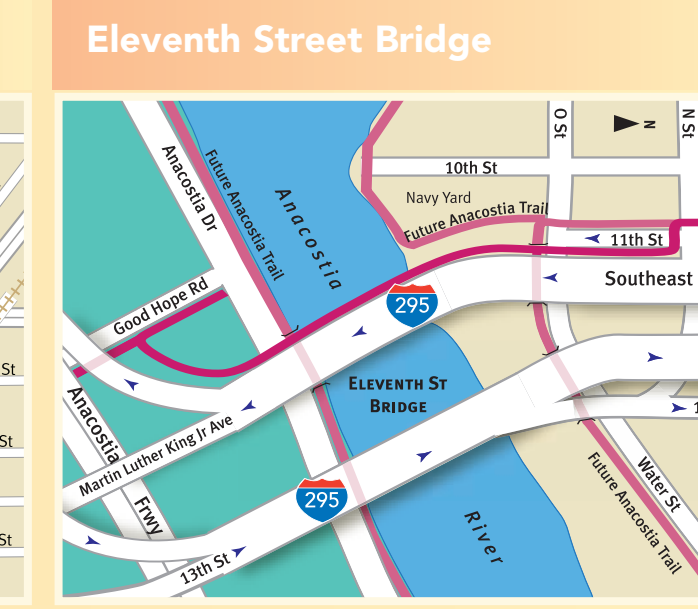 Eleventh Street Bridge
O St
N
N St
10th St
Navy Yard
Future Anacostia Trail
11th St
Southeast
Anacostia Dr
Future Anacostia Trail
Anacostia
295
Good Hope Rd
ELEVENTH ST
BRIDGE
St
Anacostia
Frwy
Martin Luther King Jr Ave
St
295
13th St
River
Water St
Future Anacostia Trail
1
St